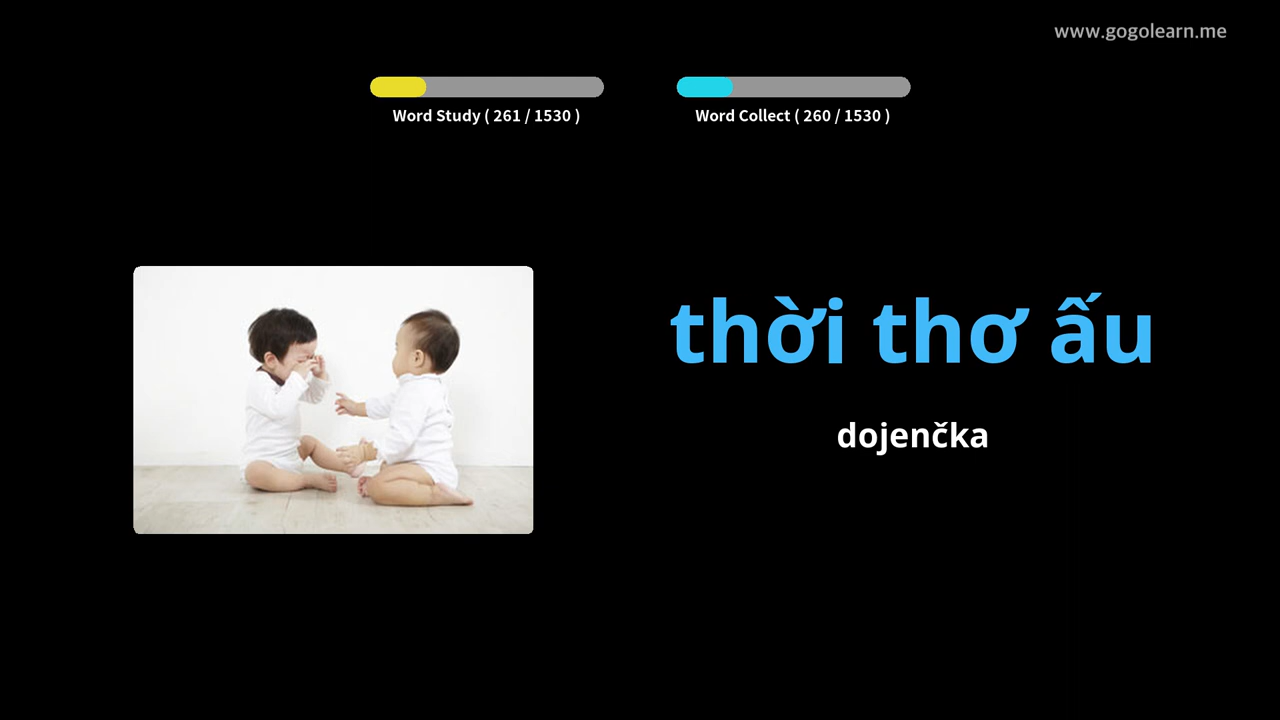 www.gogolearn.me
Word Study ( 261 / 1530 )
Word Collect ( 260 / 1530 )
thời thơ ấu
dojenčka